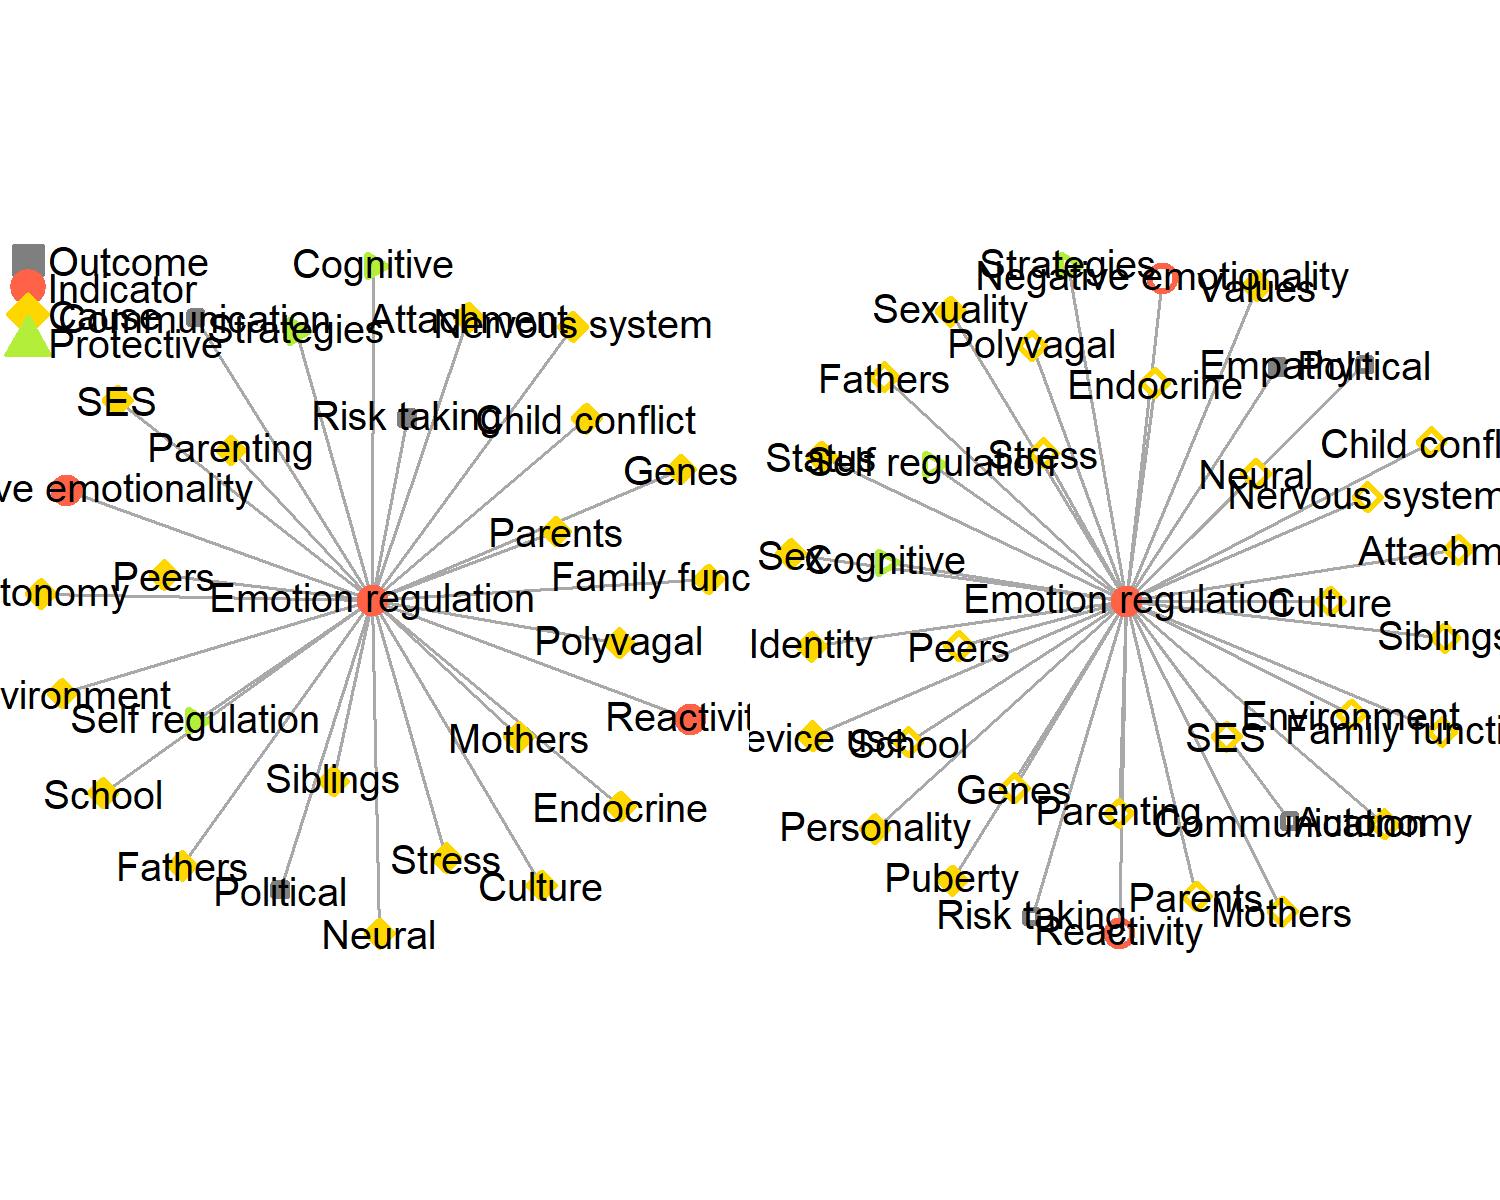 Outcome
Indicator
Cause
Protective
Cognitive
Communication
Strategies
Attachment
Nervous system
SES
Risk taking
Child conflict
Parenting
Genes
ve emotionality
Parents
Peers
Family func
tonomy
Emotion regulation
Polyvagal
vironment
Self regulation
Reactivit
Mothers
Siblings
School
Endocrine
Fathers
Stress
Political
Culture
Neural
Strategies
Negative emotionality
Values
Sexuality
Polyvagal
Fathers
Endocrine
Empathy
Political
Child confl
Status
Self regulation
Stress
Neural
Nervous system
Sex
Cognitive
Attachm
Emotion regulation
Culture
Identity
Peers
Siblings
evice use
School
Environment
SES
Family functi
Genes
Parenting
Personality
Communication
Autonomy
Puberty
Risk taking
Parents
Mothers
Reactivity